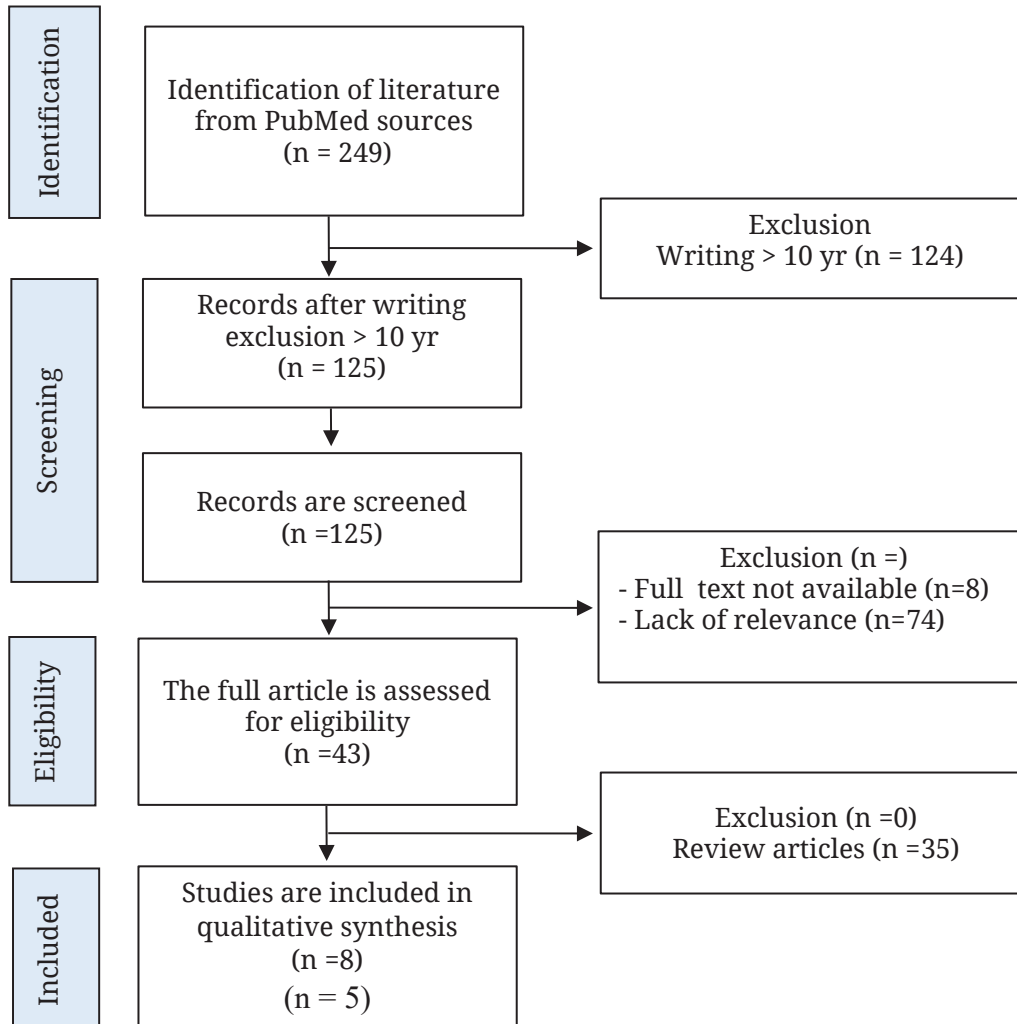 Identification
Identification of literature
from PubMed sources
(n = 249)
Exclusion
Writing > 10 yr (n = 124)
Screening
Records after writing
exclusion > 10 yr
(n = 125)
Records are screened
(n =125)
Exclusion (n =)
- Full text not available (n=8)
- Lack of relevance (n=74)
Eligibility
The full article is assessed
for eligibility
(n =43)
Exclusion (n =0)
Review articles (n =35)
Included
Studies are included in
qualitative synthesis
(n =8)
(n = 5)